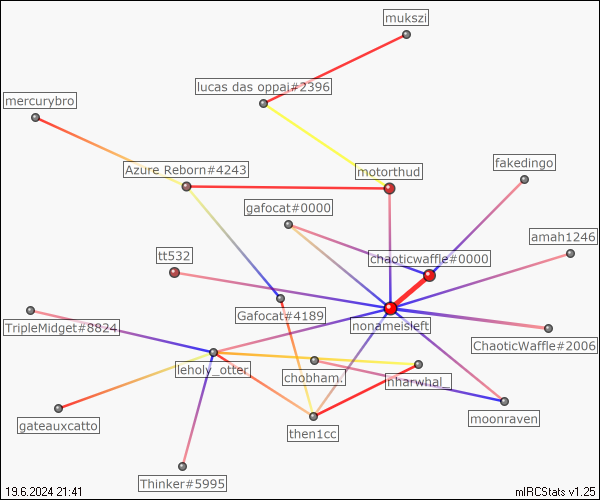 mukszi
lucas das oppai#2396
mercurybro
Azure Reborn#4243
motorthud
fakedingo
gafocat#0000
amah1246
tt532
chaoticwaffle#0000
Gafocat#4189
nonameisleft
TripleMidget#8824
ChaoticWaffle#2006
leholy_otter
chobham.
nharwhal_
gateauxcatto
then1cc
moonraven
Thinker#5995
19.6.2024 21:41
mIRCStats v1.25